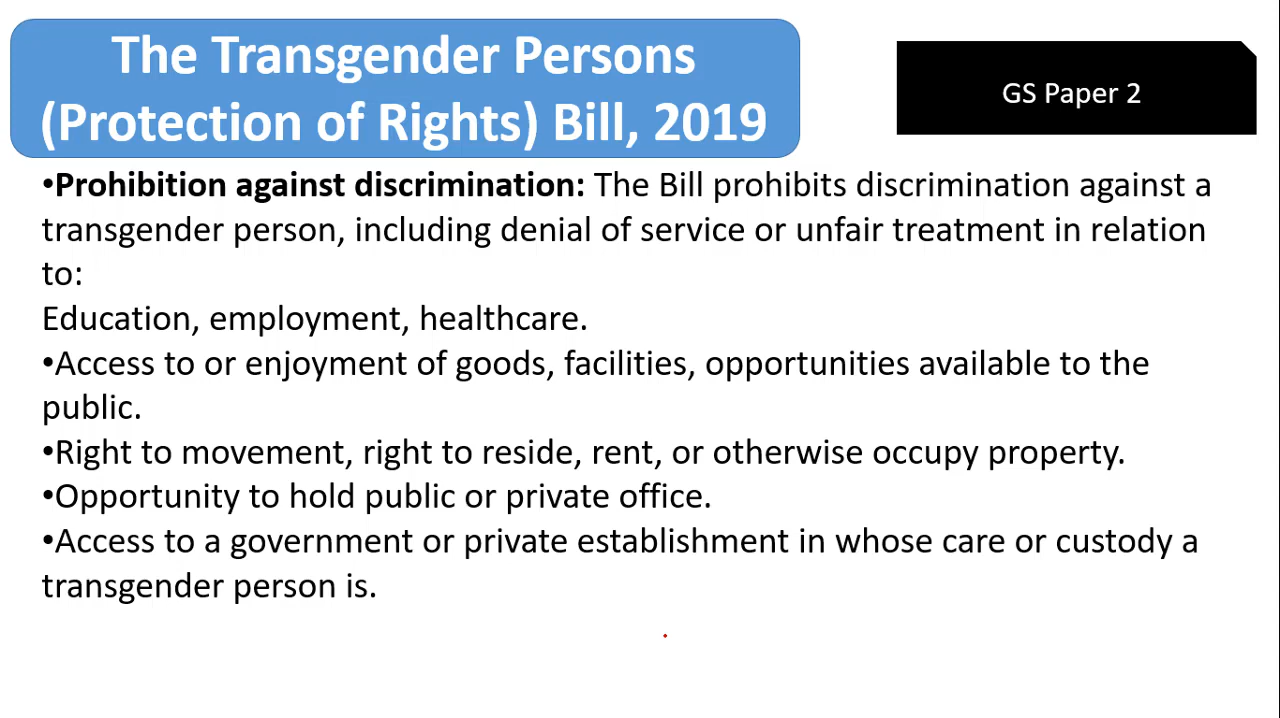 The Transgender Persons
(Protection of Rights) Bill, 2019
GS Paper 2
•Prohibition against discrimination: The Bill prohibits discrimination against a
transgender person, including denial of service or unfair treatment in relation
to:
Education, employment, healthcare.
•Access to or enjoyment of goods, facilities, opportunities available to the
public.
•Right to movement, right to reside, rent, or otherwise occupy property.
•Opportunity to hold public or private office.
•Access to a government or private establishment in whose care or custody a
transgender person is.